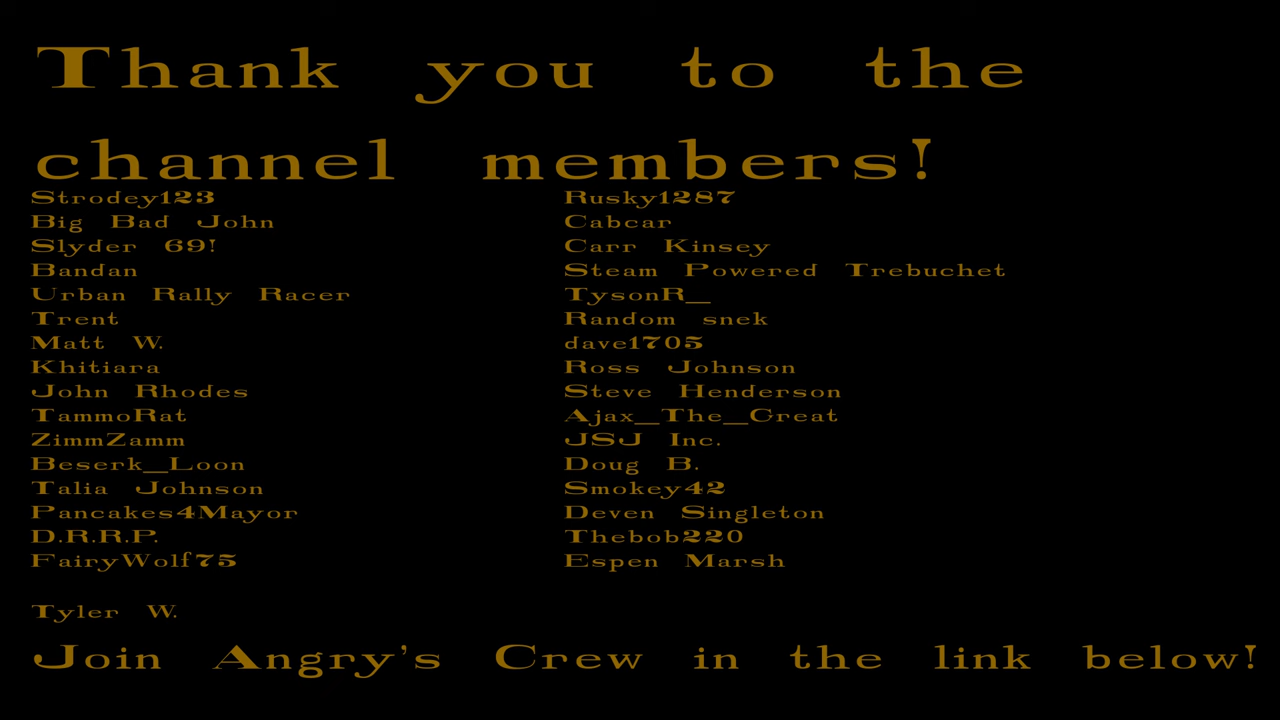 Thank you to the
channel members!
Strodey123
Big Bad John
Slyder 69!
Bandan
Urban Rally Racer
Trent
Matt W.
Khitiara
John Rhodes
TammoRat
ZimmZamm
Beserk_Loon
Talia Johnson
Pancakes4Mayor
D.R.R.P.
FairyWolf75
Tyler W.
Rusky1287
Cabcar
Carr Kinsey
Steam Powered Trebuchet
TysonR_
Random snek
dave1705
Ross Johnson
Steve Henderson
Ajax_The_Great
JSJ Inc.
Doug B.
Smokey42
Deven Singleton
Thebob220
Espen Marsh
Join Angry's Crew in the link below!